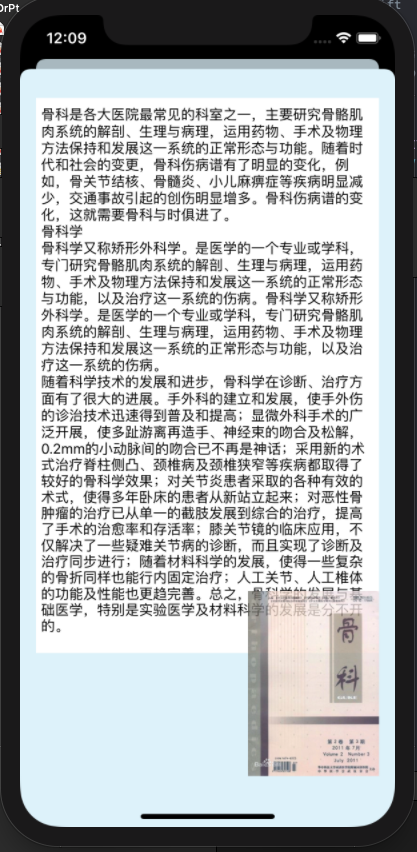 12:09
骨科是各大医院最常见的科室之一，主要研究骨骼肌
肉系统的解剖、生理与病理，运用药物、手术及物理
方法保持和发展这一系统的正常形态与功能。随着时
代和社会的变更，骨科伤病谱有了明显的变化，例
如，骨关节结核、骨髓炎、小儿麻痹症等疾病明显减
少，交通事故引起的创伤明显增多。骨科伤病谱的变
化，这就需要骨科与时俱进了。
骨科学
骨科学又称矫形外科学。是医学的一个专业或学科，
专门研究骨骼肌肉系统的解剖、生理与病理，运用药
物、手术及物理方法保持和发展这一系统的正常形态
与功能，以及治疗这一系统的伤病。骨科学又称矫形
外科学。是医学的一个专业或学科，专门研究骨骼肌
肉系统的解剖、生理与病理，运用药物、手术及物理
方法保持和发展这一系统的正常形态与功能，以及治
疗这一系统的伤病。
随着科学技术的发展和进步，骨科学在诊断、治疗方
面有了很大的进展。手外科的建立和发展，使手外伤
的诊治技术迅速得到普及和提高；显微外科手术的广
泛开展，使多趾游离再造手、神经束的吻合及松解，
0.2mm的小动脉间的吻合已不再是神话；采用新的术
式治疗脊柱侧凸、颈椎病及颈椎狭窄等疾病都取得了
较好的骨科学效果；对关节炎患者采取的各种有效的
术式，使得多年卧床的患者从新站立起来；对恶性骨
肿瘤的治疗已从单一的截肢发展到综合的治疗，提高
了手术的治愈率和存活率；膝关节镜的临床应用，不
仅解决了一些疑难关节病的诊断，而且实现了诊断及
治疗同步进行；随着材料科学的发展，使得一些复杂
的骨折同样也能行内固定治疗；人工关节、人工椎体
的功能及性能也更趋完善。总之，骨科学的发展与基
础医学，特别是实验医学及材料科学的发展是分不开
的。
骨
科
第2卷 第3期
2011年7月
Volume 2 Number 3
July 2011